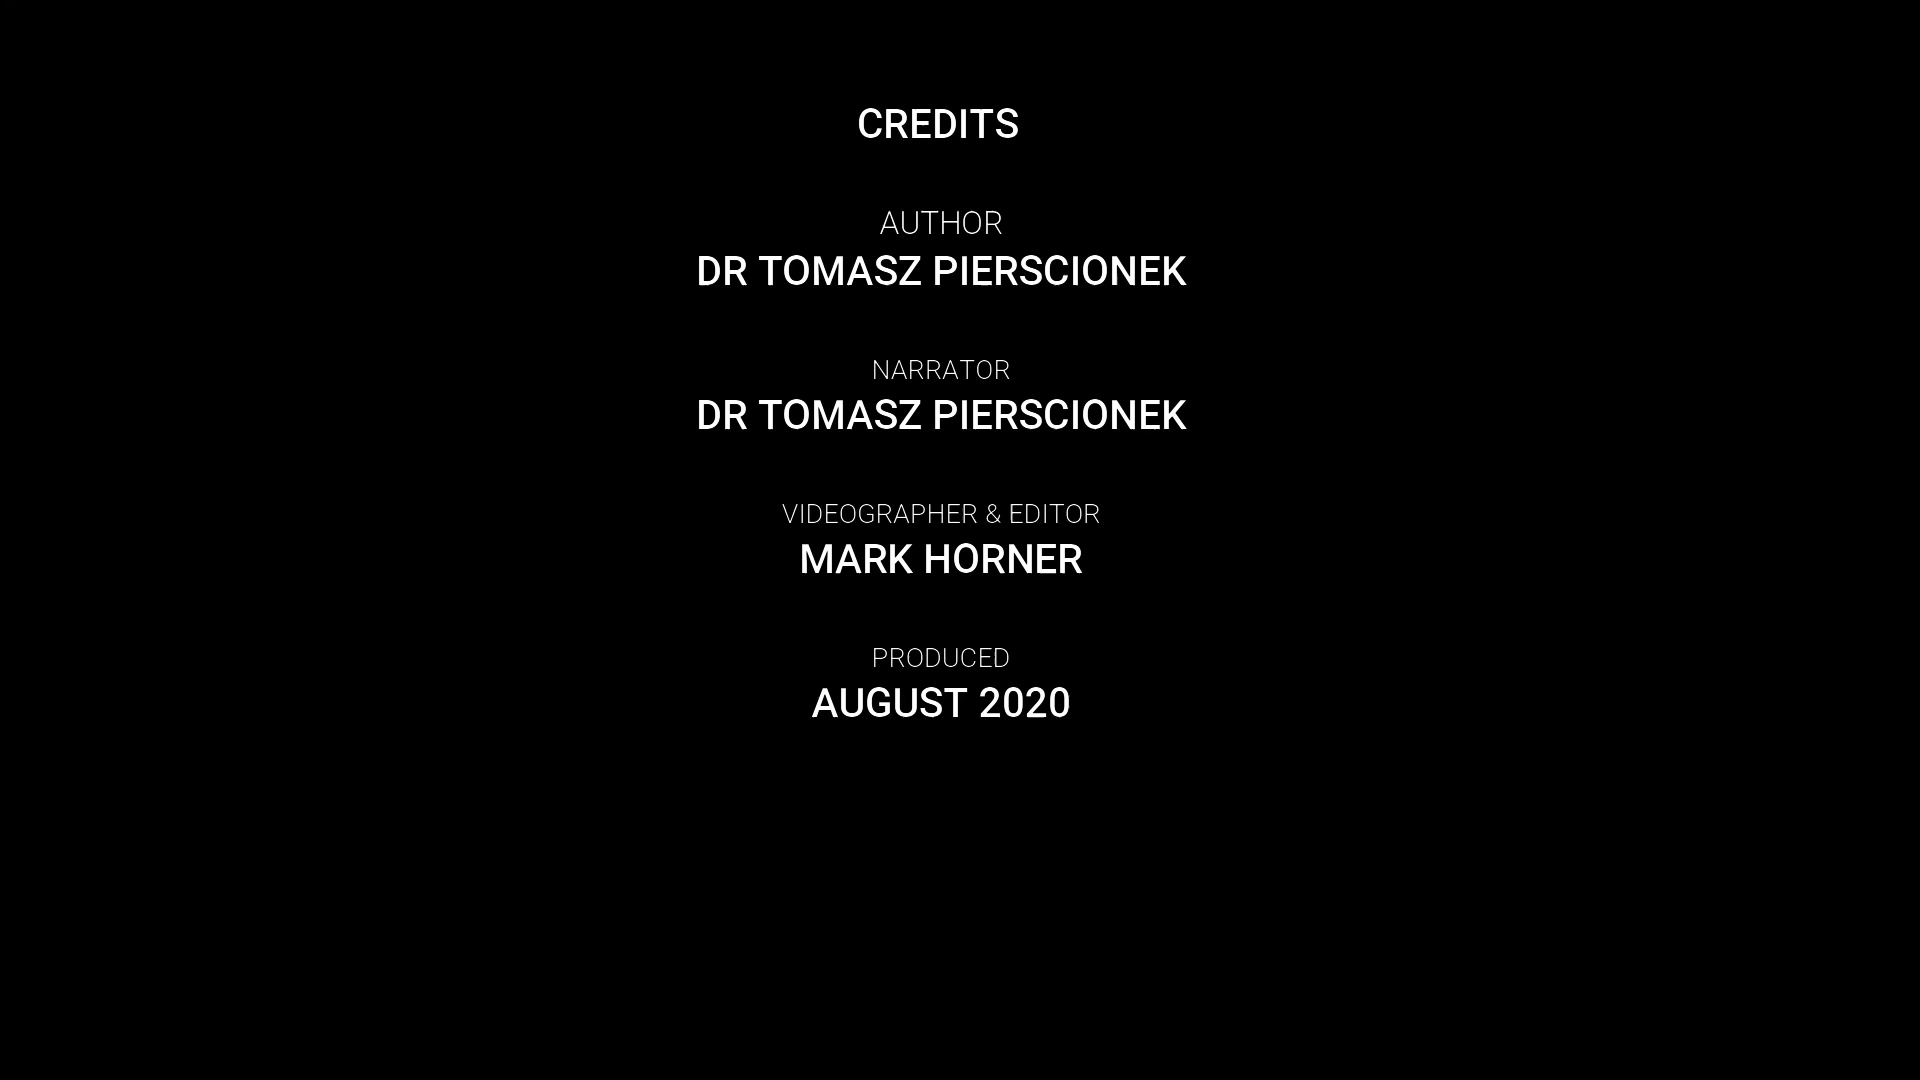 CREDITS
AUTHOR
DR TOMASZ PIERSCIONEK
NARRATOR
DR TOMASZ PIERSCIONEK
VIDEOGRAPHER & EDITOR
MARK HORNER
PRODUCED
AUGUST 2020